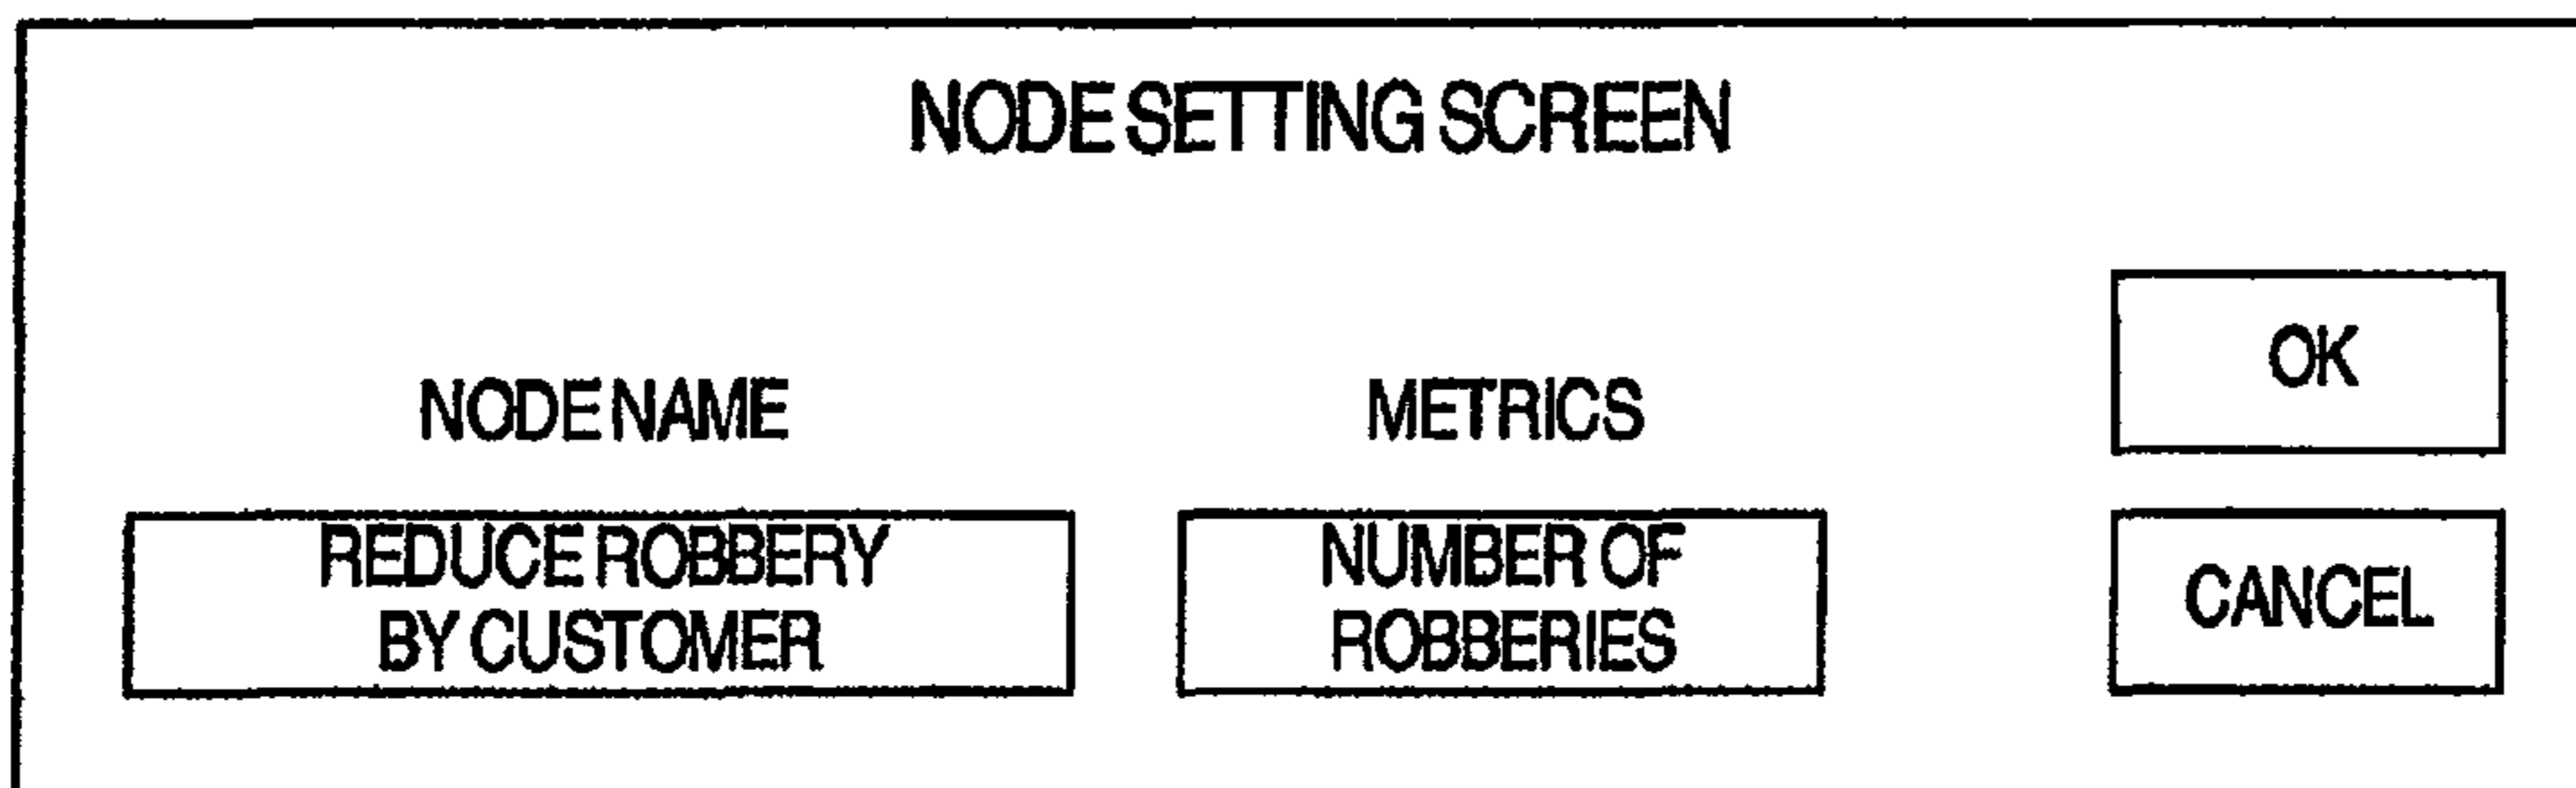 NODE SETTING SCREEN
OK
NODE NAME
METRICS
REDUCE ROBBERY
BY CUSTOMER
NUMBER OF
ROBBERIES
CANCEL